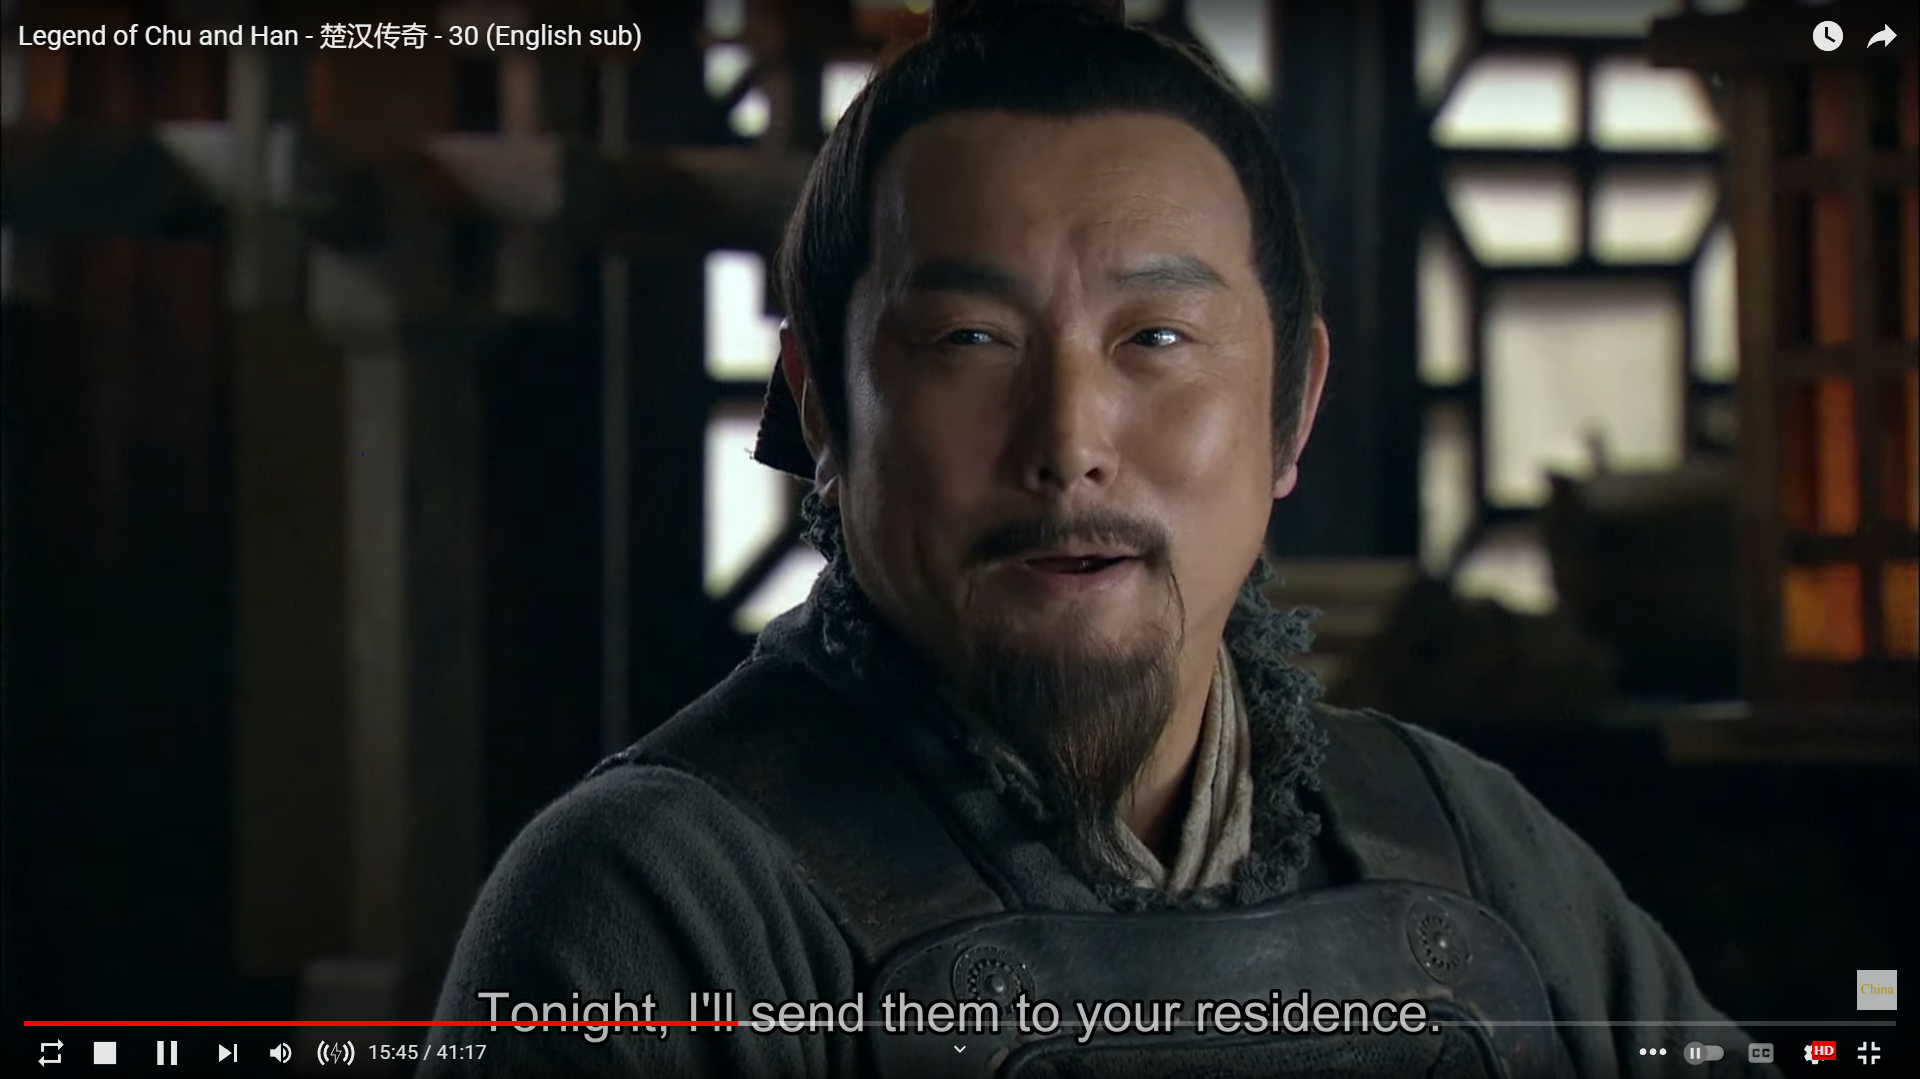 Legend of Chu and Han - 楚汉传奇 - 30 (English sub)
China
Tonight, I'll send them to your residence.
15:45 / 41:17
CC
HD